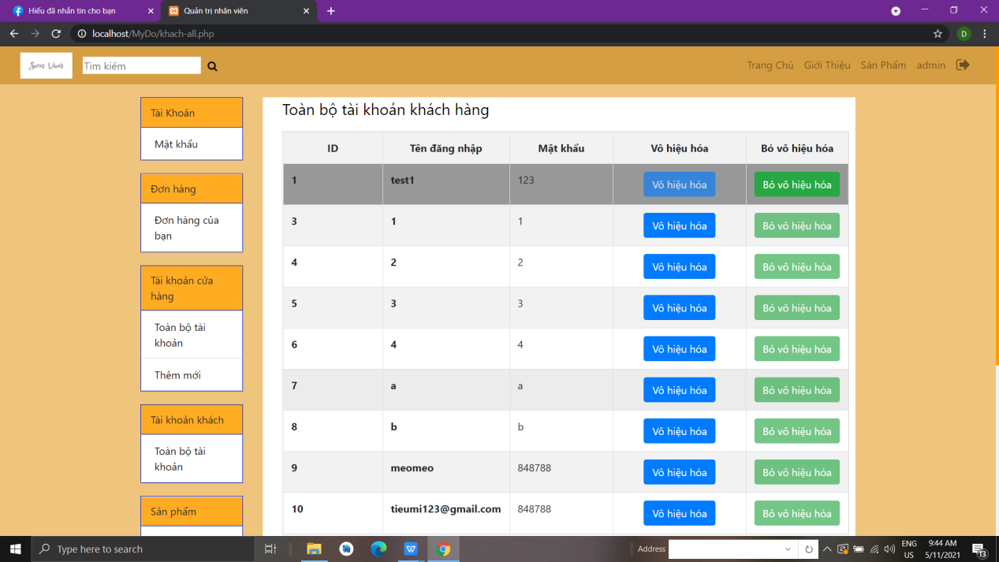 Hiếu đã nhắn tin cho bạn
Quản trị nhân viên
localhost/MyDo/khach-all.php
D
Sien Vien
Tìm kiếm
Trang Chủ Giới Thiệu Sản Phẩm admin
Tài Khoản
Mật khẩu
Đơn hàng
Đơn hàng của
bạn
Tài khoản cửa
hàng
Toàn bộ tài
khoản
Thêm mới
Tài khoản khách
Toàn bộ tài
khoản
Sản phẩm
Toàn bộ tài khoản khách hàng
ID Tên đăng nhập Mật khẩu Vô hiệu hóa Bỏ vô hiệu hóa
1 test1 123 Vô hiệu hóa Bỏ vô hiệu hóa
3 1 1 Vô hiệu hóa Bỏ vô hiệu hóa
4 2 2 Vô hiệu hóa Bỏ vô hiệu hóa
5 3 3 Vô hiệu hóa Bỏ vô hiệu hóa
6 4 4 Vô hiệu hóa Bỏ vô hiệu hóa
7 a a Vô hiệu hóa Bỏ vô hiệu hóa
8 b b Vô hiệu hóa Bỏ vô hiệu hóa
9 meomeo 848788 Vô hiệu hóa Bỏ vô hiệu hóa
10 tieumi123@gmail.com 848788 Vô hiệu hóa Bỏ vô hiệu hóa
Type here to search
Address
ENG
US
9:44 AM
5/11/2021
13